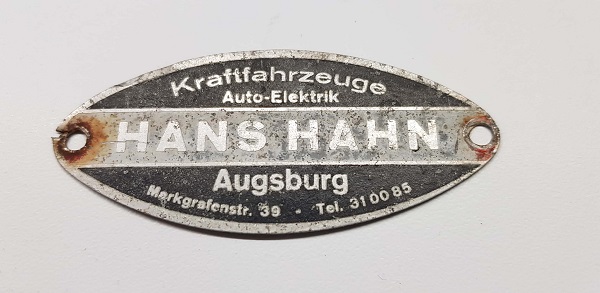 Kraftfahrzeuge
Auto-Elektrik
HANS HAHN
Augsburg
Markgrafenstr. 39 - Tel. 310085